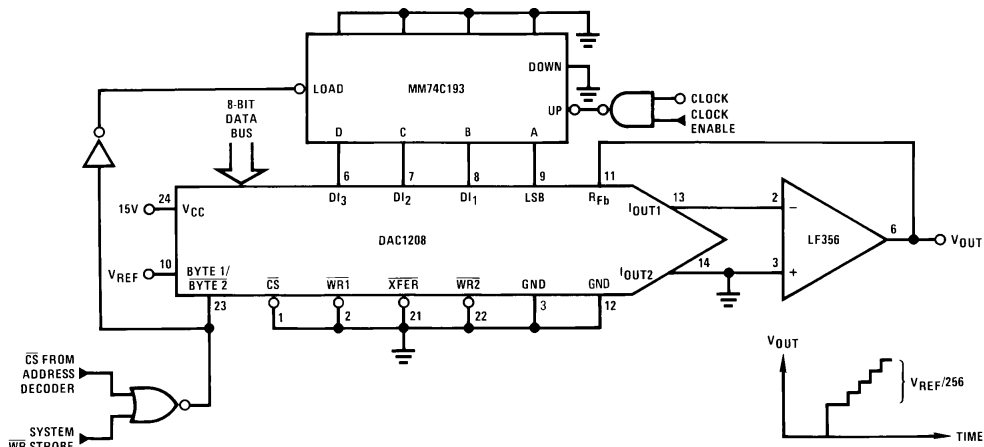 LOAD
MM74C193
DOWN
UP
CLOCK
CLOCK
ENABLE
8-BIT
DATA
BUS
D
C
B
A
6
7
8
9
11
DI3
DI2
DI1
LSB
RFb
IOUT1
13
2
−
LF356
6
VOUT
24
15V
VCC
DAC1208
IOUT2
14
3
+
10
VREF
BYTE 1/
BYTE 2
CS
WR1
XFER
WR2
GND
GND
23
1
2
21
22
3
12
CS FROM
ADDRESS
DECODER
SYSTEM
WR STROBE
VOUT
VREF/256
TIME